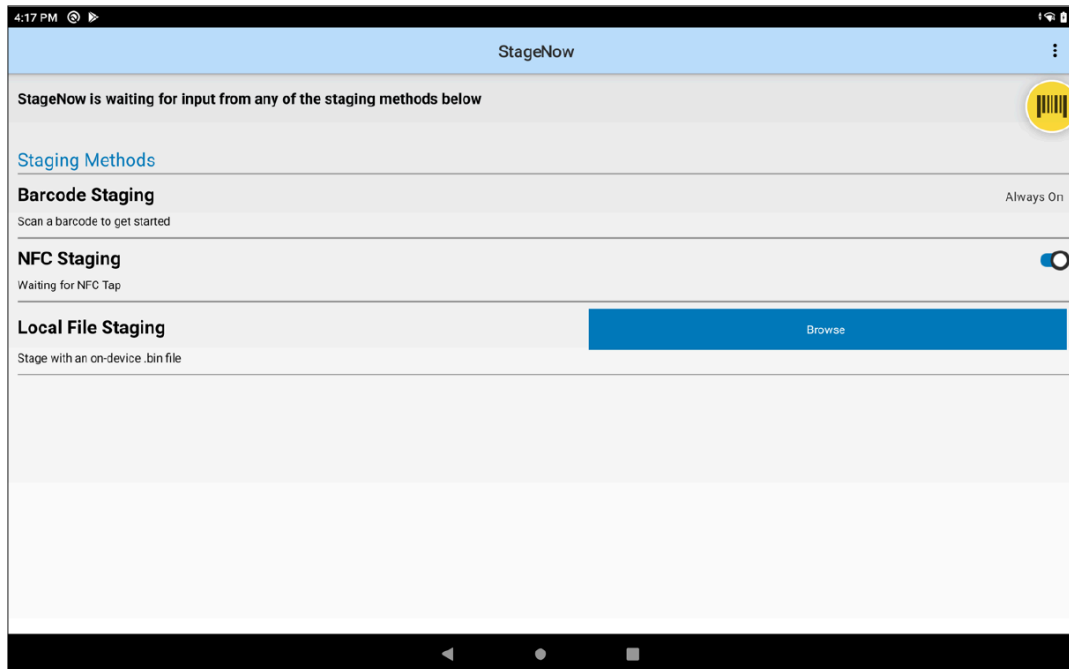 4:17 PM
StageNow
StageNow is waiting for input from any of the staging methods below
Staging Methods
Barcode Staging
Always On
Scan a barcode to get started
NFC Staging
Waiting for NFC Tap
Local File Staging
Browse
Stage with an on-device .bin file